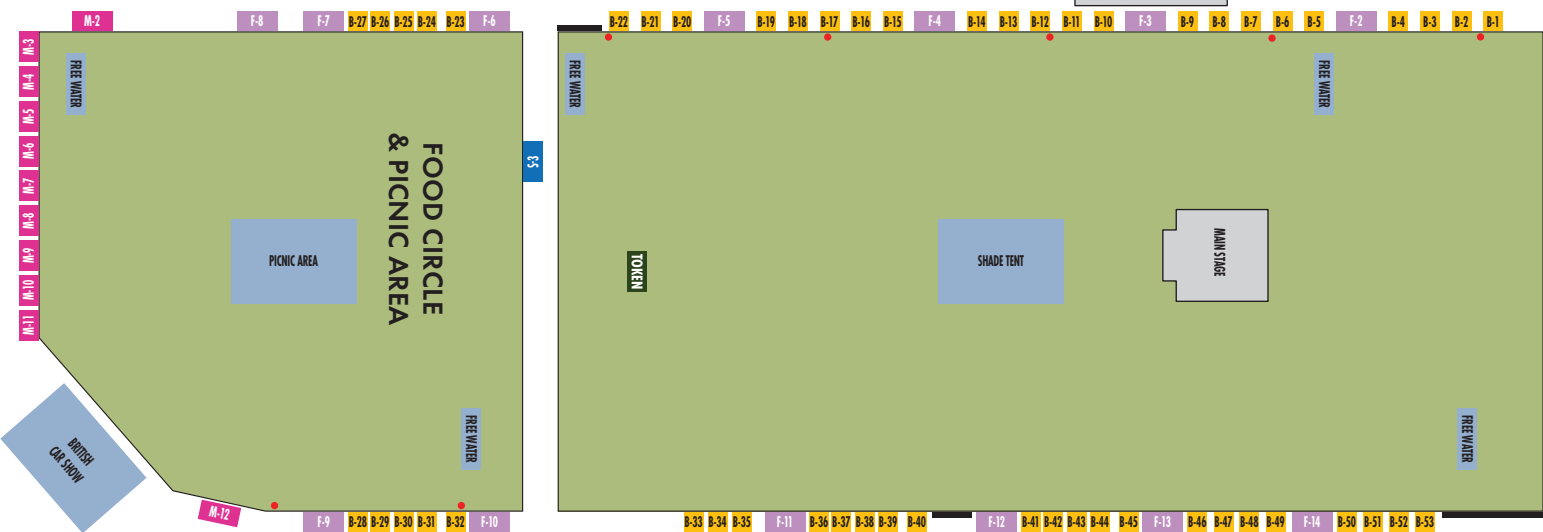 M-2
F-8
F-7
B-27
B-26
B-25
B-24
B-23
F-6
B-22
B-21
B-20
F-5
B-19
B-18
B-17
B-16
B-15
F-4
B-14
B-13
B-12
B-11
B-10
F-3
B-9
B-8
B-7
B-6
B-5
F-2
B-4
B-3
B-2
B-1
M-3
M-4
M-5
M-6
M-7
M-8
M-9
M-10
M-11
FREE WATER
FOOD CIRCLE
& PICNIC AREA
S-3
FREE WATER
FREE WATER
PICNIC AREA
TOKEN
SHADE TENT
MAIN STAGE
FREE WATER
FREE WATER
BRITISH
CAR SHOW
M-12
F-9
B-28
B-29
B-30
B-31
B-32
F-10
B-33
B-34
B-35
F-11
B-36
B-37
B-38
B-39
B-40
F-12
B-41
B-42
B-43
B-44
B-45
F-13
B-46
B-47
B-48
B-49
F-14
B-50
B-51
B-52
B-53